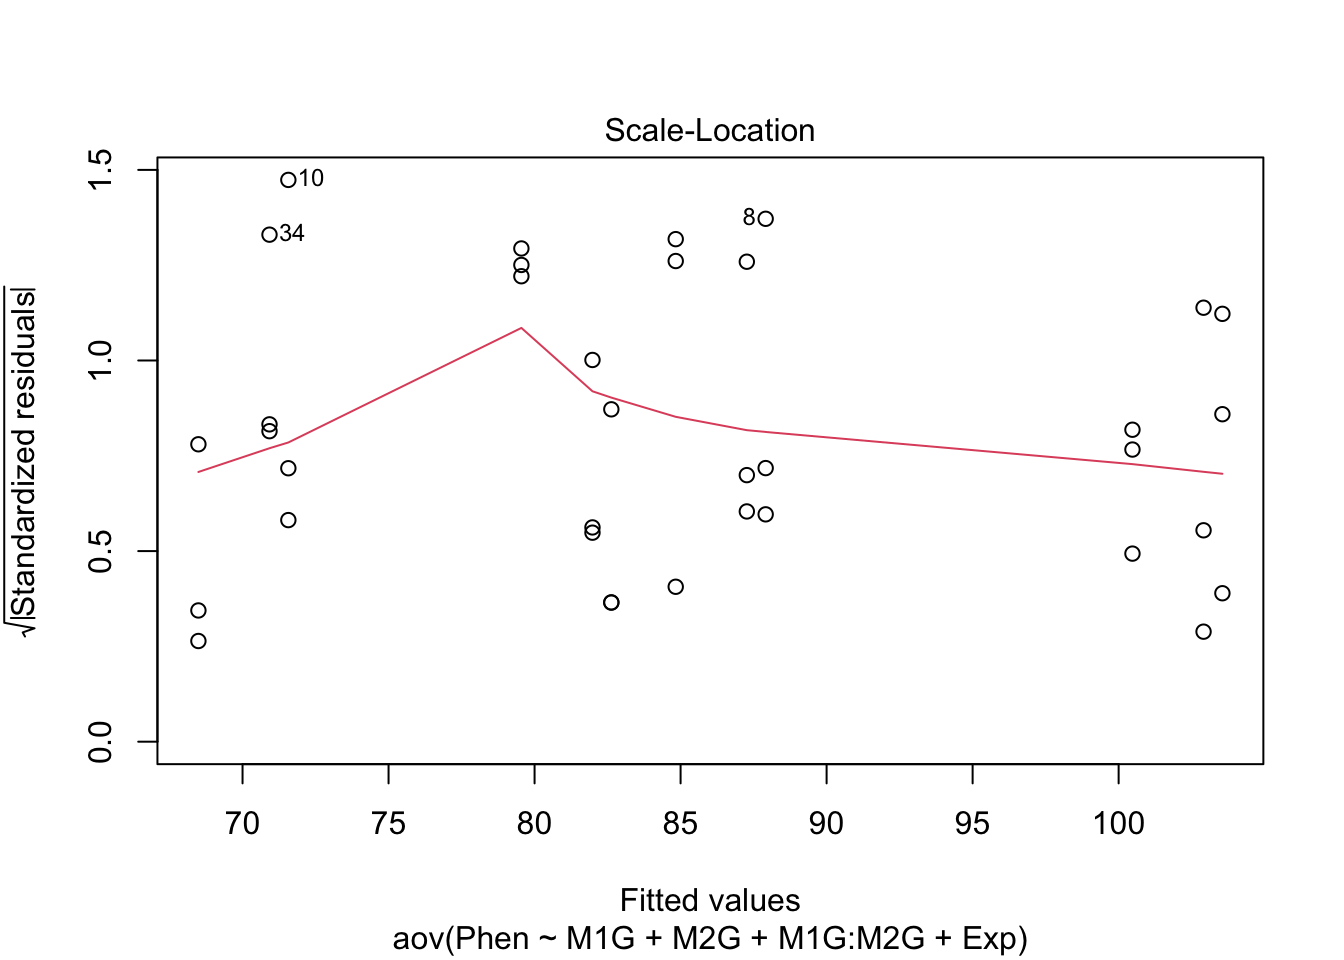 Scale-Location
√|Standardized residuals|
1.5
1.0
0.5
0.0
10
34
8
70 75 80 85 90 95 100
Fitted values
aov(Phen ~ M1G + M2G + M1G:M2G + Exp)